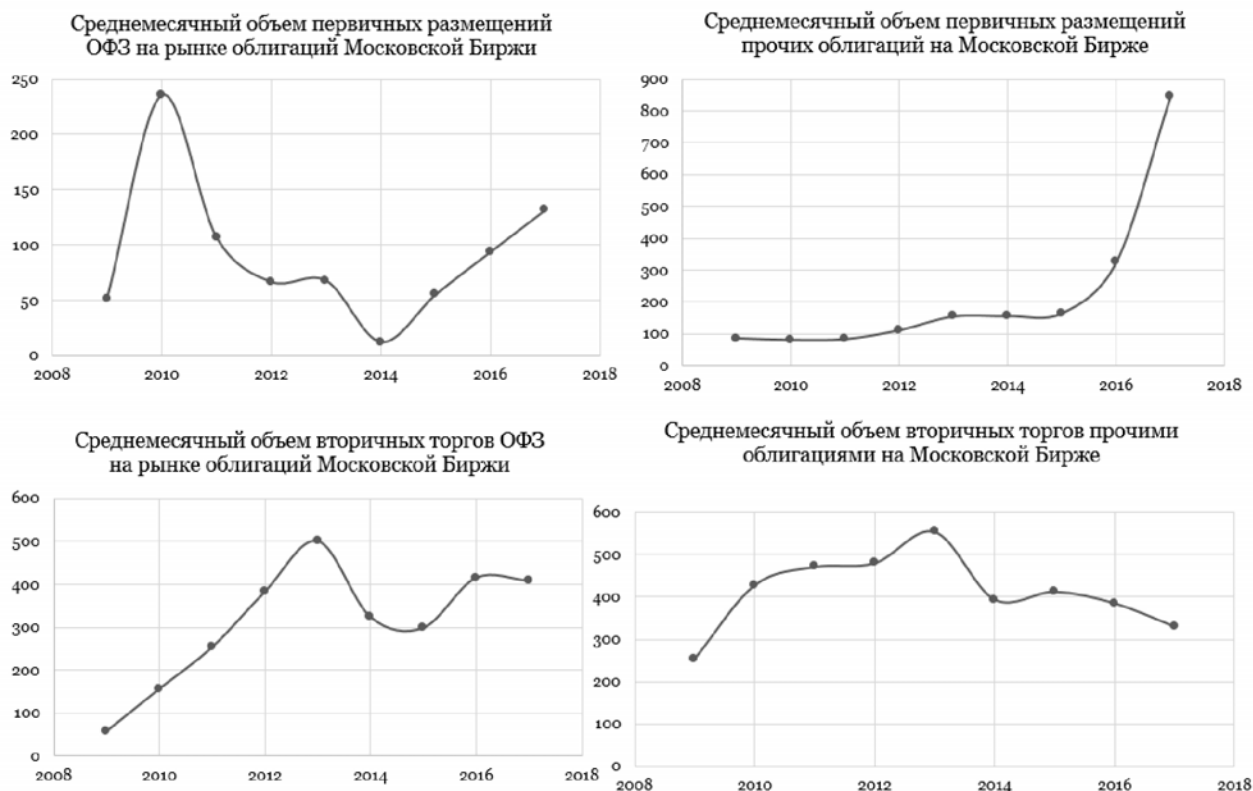 Среднемесячный объем первичных размещений
ОФЗ на рынке облигаций Московской Биржи
250
200
150
100
50
0
2008 2010 2012 2014 2016 2018
Среднемесячный объем первичных размещений
прочих облигаций на Московской Бирже
900
800
700
600
500
400
300
200
100
0
2008 2010 2012 2014 2016 2018
Среднемесячный объем вторичных торгов ОФЗ
на рынке облигаций Московской Биржи
600
500
400
300
200
100
0
2008 2010 2012 2014 2016 2018
Среднемесячный объем вторичных торгов прочими
облигациями на Московской Бирже
600
500
400
300
200
100
0
2008 2010 2012 2014 2016 2018